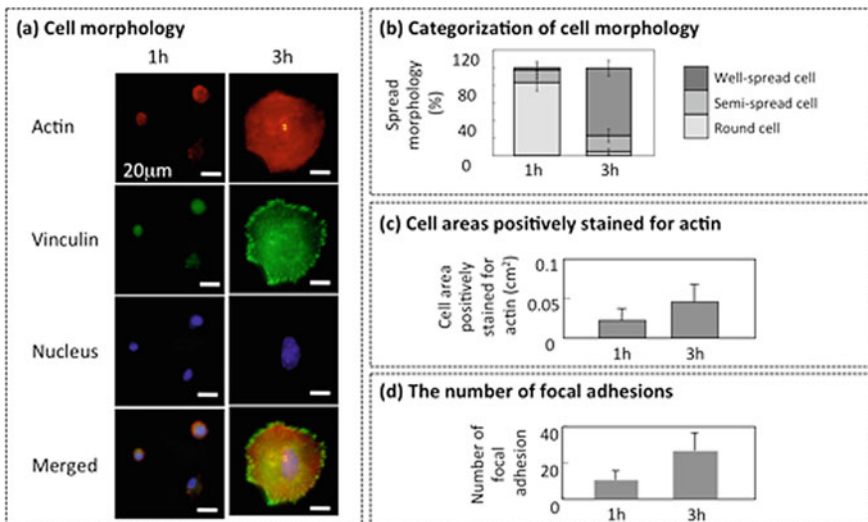 (a) Cell morphology
1h 3h
Actin
20μm
Vinculin
Nucleus
Merged
(b) Categorization of cell morphology
Spread
morphology
(%)
120
80
40
0
1h 3h
Well-spread cell
Semi-spread cell
Round cell
(c) Cell areas positively stained for actin
Cell area
positively
stained for
actin (cm²)
0.1
0.05
0
1h 3h
(d) The number of focal adhesions
Number of
focal
adhesion
40
20
0
1h 3h